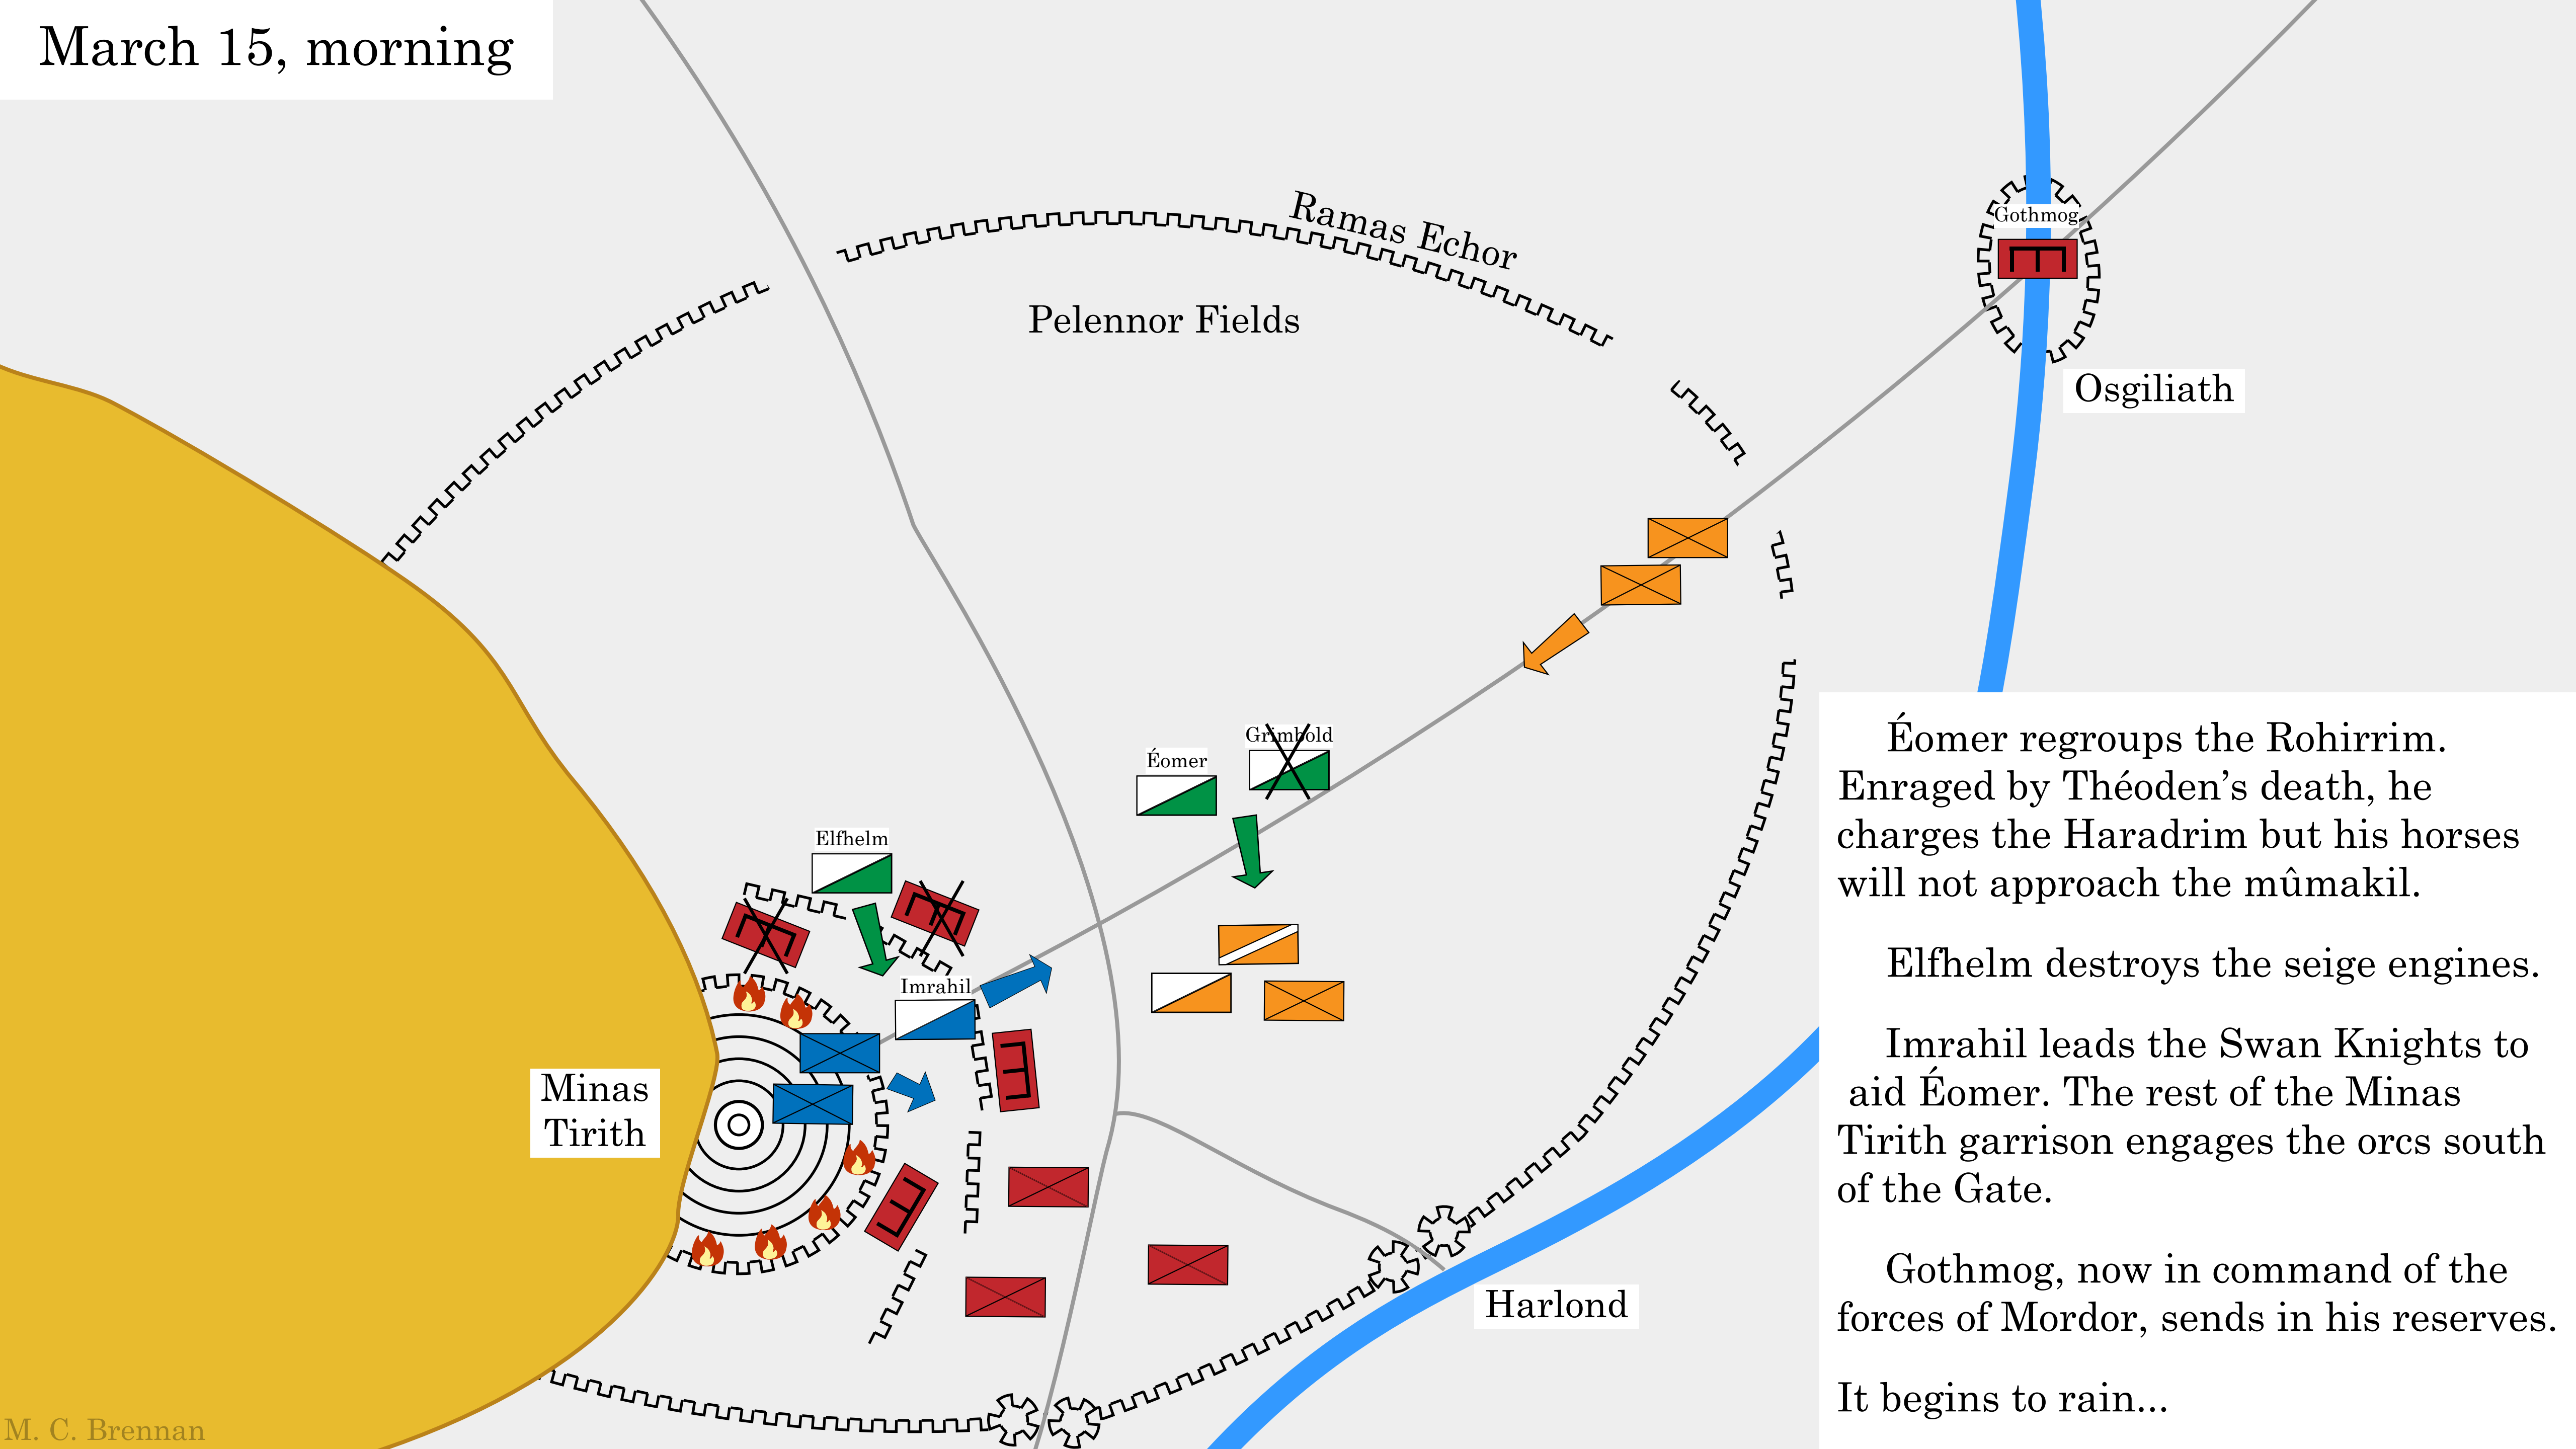 March 15, morning
Ramas Echor
Pelennor Fields
Gothmog
Osgiliath
Grimbold
Éomer
Elfhelm
Imrahil
Minas
Tirith
Harlond
Éomer regroups the Rohirrim.
Enraged by Théoden’s death, he
charges the Haradrim but his horses
will not approach the mûmakil.
Elfhelm destroys the seige engines.
Imrahil leads the Swan Knights to
aid Éomer. The rest of the Minas
Tirith garrison engages the orcs south
of the Gate.
Gothmog, now in command of the
forces of Mordor, sends in his reserves.
It begins to rain...
M. C. Brennan